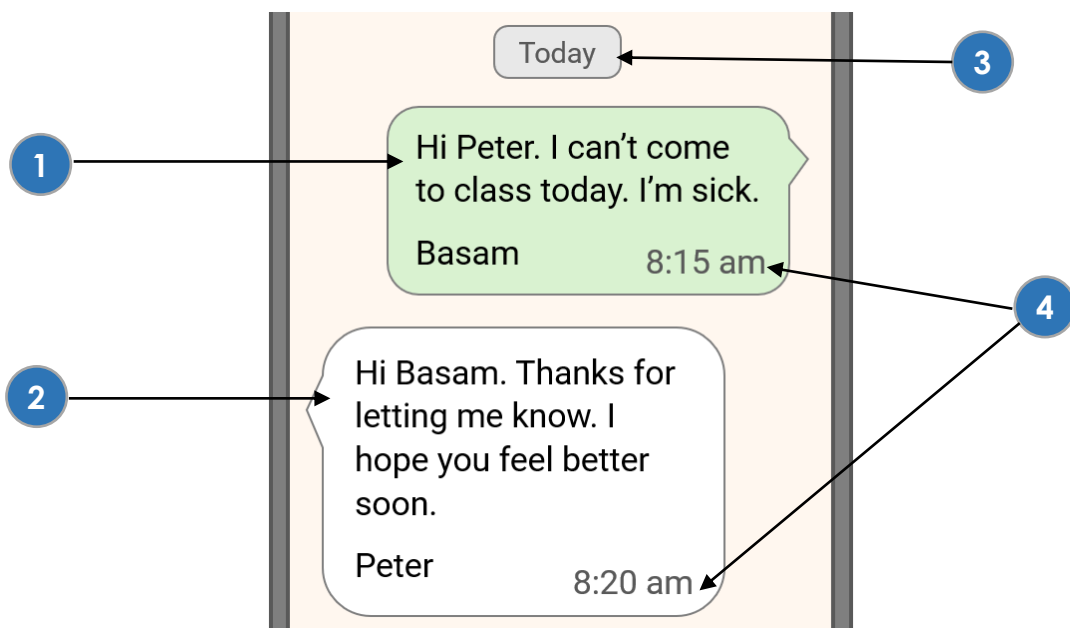 Today
3
1
Hi Peter. I can’t come
to class today. I’m sick.
Basam
8:15 am
4
2
Hi Basam. Thanks for
letting me know. I
hope you feel better
soon.
Peter
8:20 am